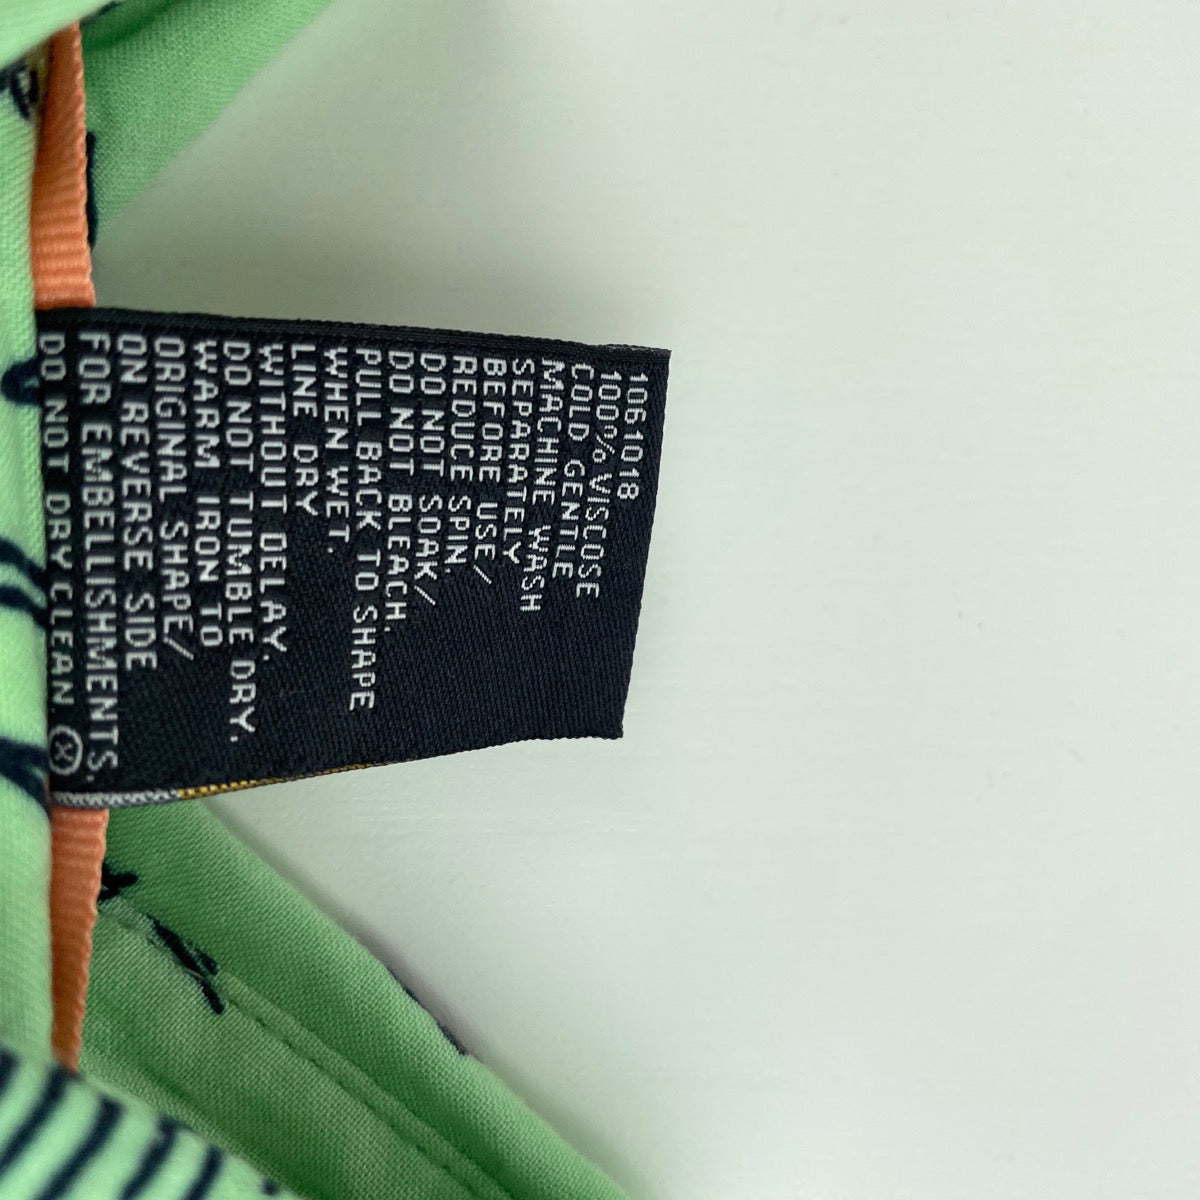 1061018
100% VISCOSE
COLD GENTLE
MACHINE WASH
SEPARATELY
BEFORE USE/
REDUCE SPIN
DO NOT SOAK/
DO NOT BLEACH.
PULL BACK TO SHAPE
WHEN WET.
LINE DRY
WITHOUT DELAY.
DO NOT TUMBLE DRY.
WARM IRON TO
ORIGINAL SHAPE/
ON REVERSE SIDE
FOR EMBELLISHMENTS.
DO NOT DRY CLEAN